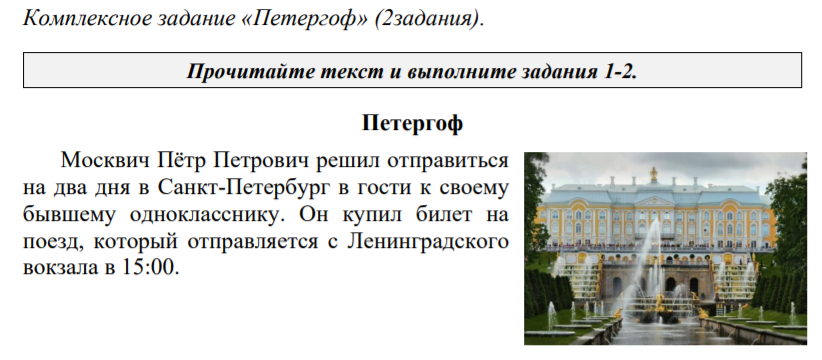 Комплексное задание «Петергоф» (2задания).
Прочитайте текст и выполните задания 1-2.
Петергоф
Москвич Пётр Петрович решил отправиться
на два дня в Санкт-Петербург в гости к своему
бывшему однокласснику. Он купил билет на
поезд, который отправляется с Ленинградского
вокзала в 15:00.